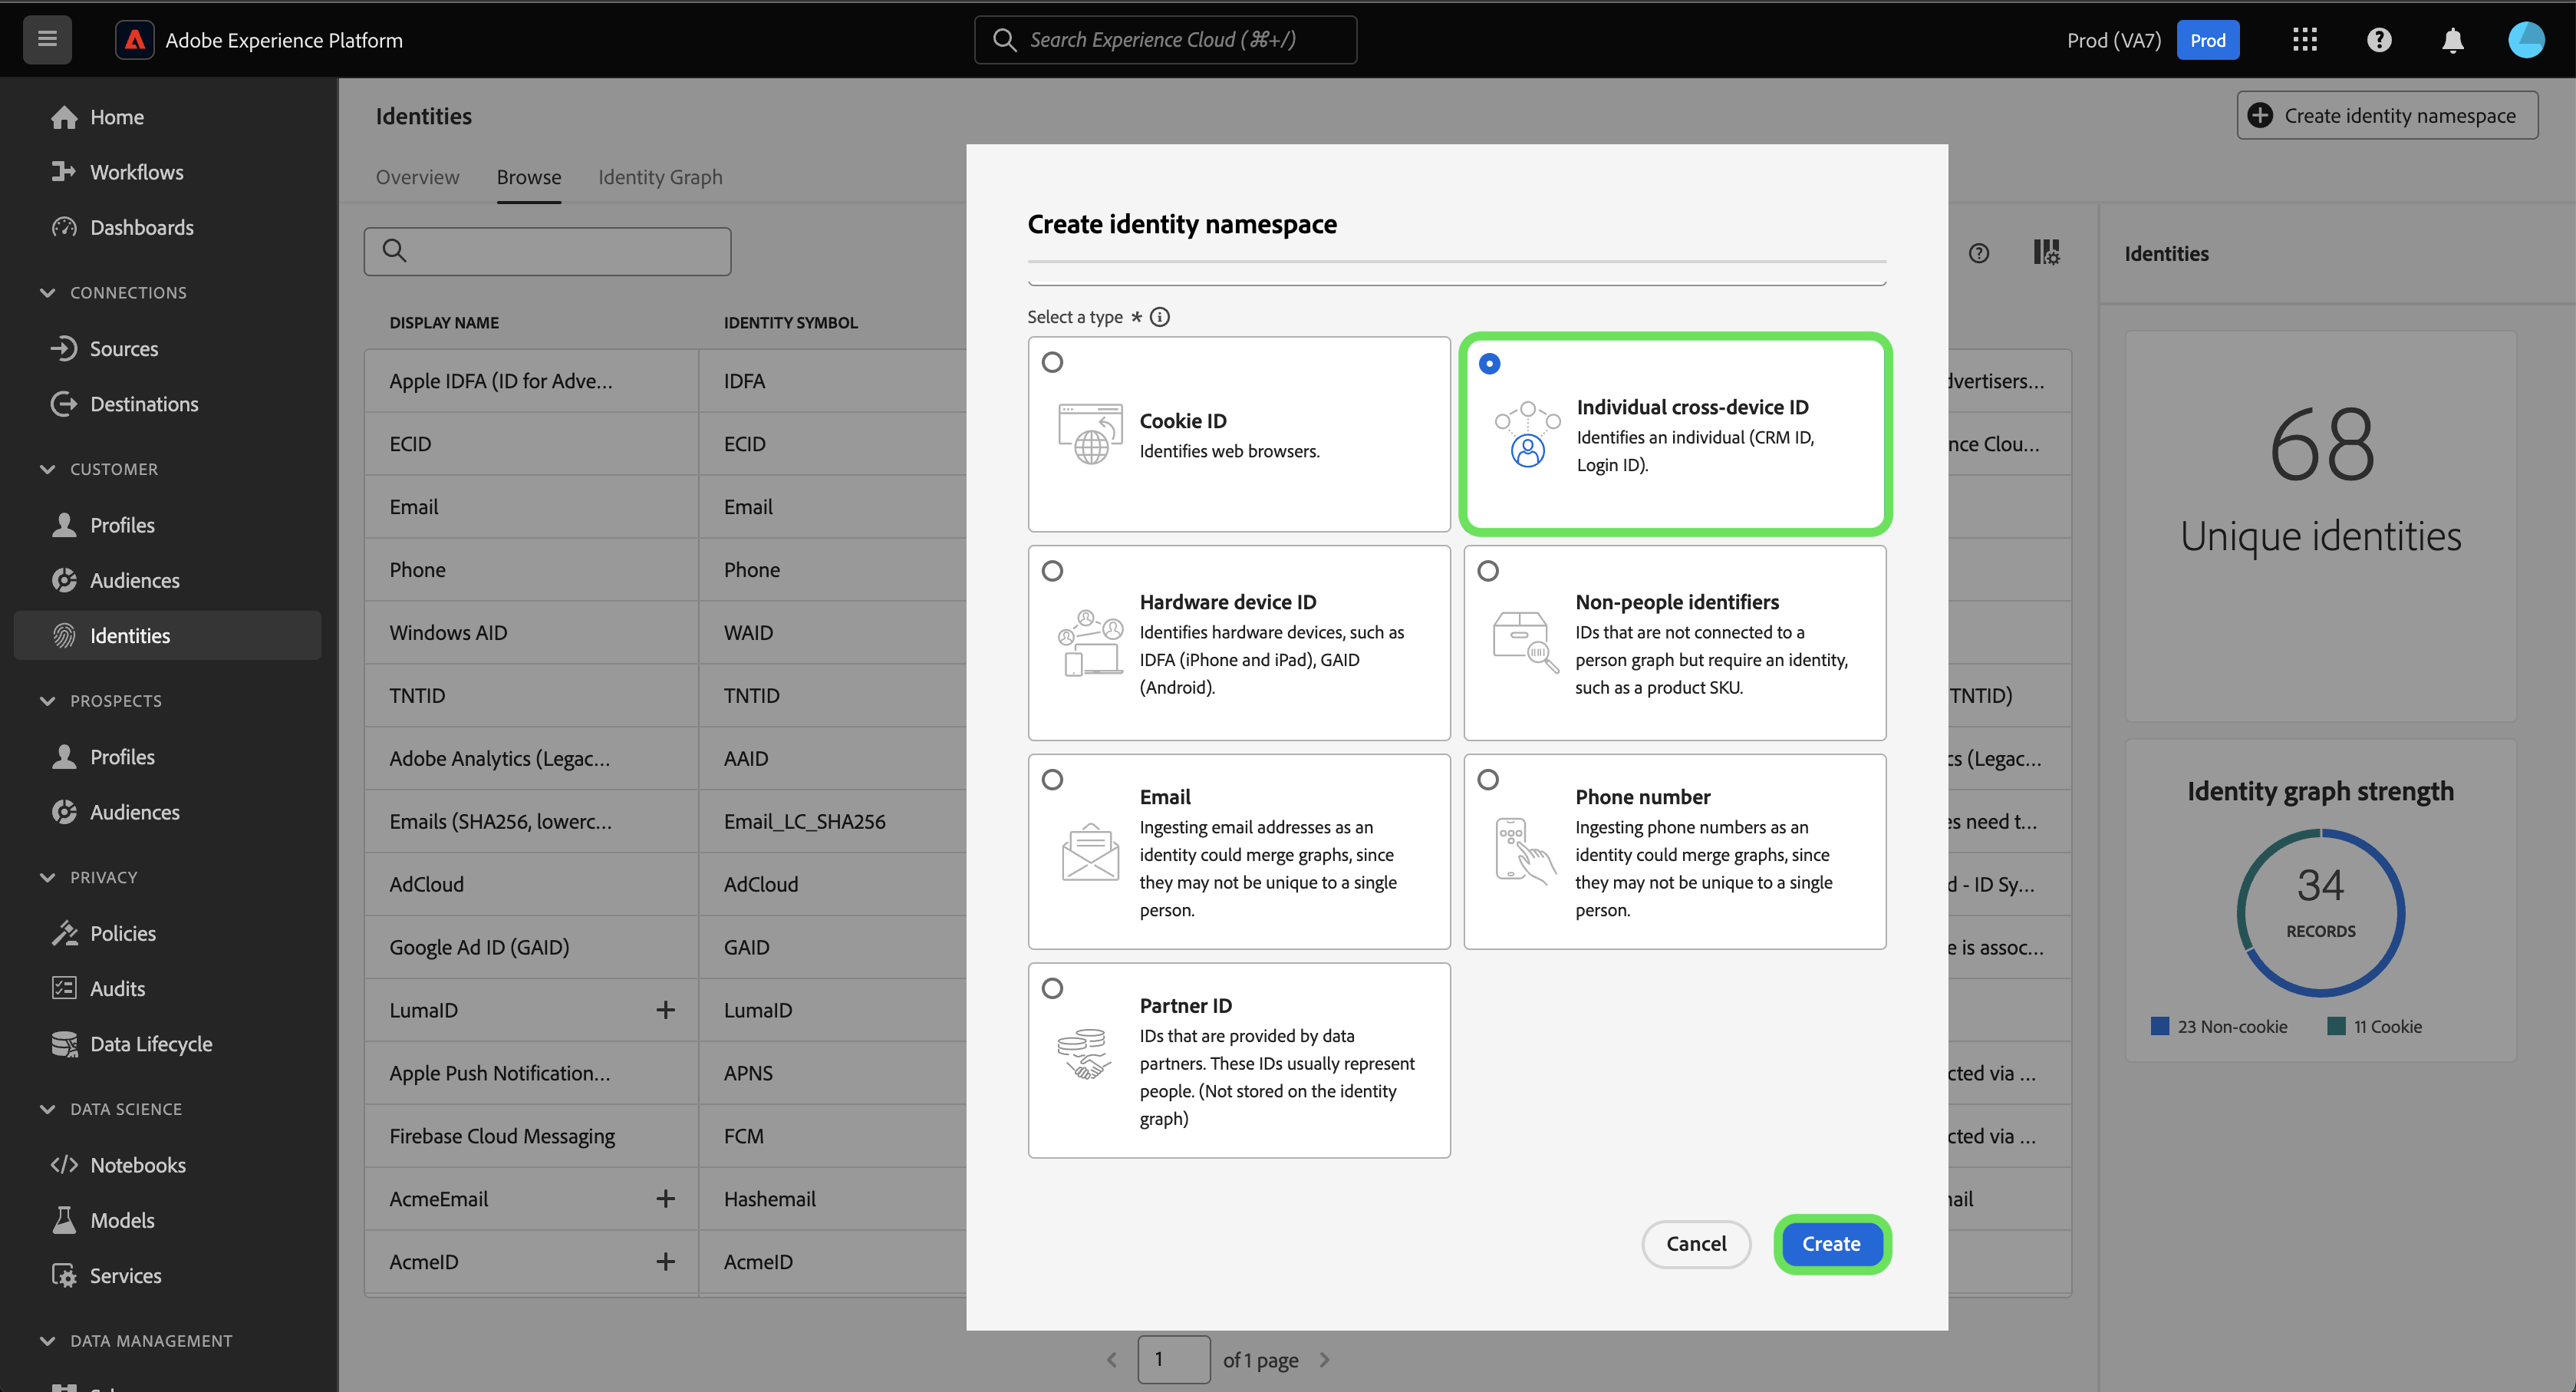 Adobe Experience Platform
Search Experience Cloud (⌘+/)
Prod (VA7)
Prod
Home
Workflows
Dashboards
CONNECTIONS
Sources
Destinations
CUSTOMER
Profiles
Audiences
Identities
PROSPECTS
Profiles
Audiences
PRIVACY
Policies
Audits
Data Lifecycle
DATA SCIENCE
Notebooks
Models
Services
DATA MANAGEMENT
Identities
Create identity namespace
Overview
Browse
Identity Graph
DISPLAY NAME
IDENTITY SYMBOL
Apple IDFA (ID for Adve...
IDFA
ECID
ECID
Email
Email
Phone
Phone
Windows AID
WAID
TNTID
TNTID
Adobe Analytics (Legac...
AAID
Emails (SHA256, lowerc...
Email_LC_SHA256
AdCloud
AdCloud
Google Ad ID (GAID)
GAID
LumaID
+
LumaID
Apple Push Notification...
APNS
Firebase Cloud Messaging
FCM
AcmeEmail
+
Hashemail
AcmeID
+
AcmeID
1
of 1 page
Create identity namespace
Select a type *
Cookie ID
Identifies web browsers.
Individual cross-device ID
Identifies an individual (CRM ID,
Login ID).
Hardware device ID
Identifies hardware devices, such as
IDFA (iPhone and iPad), GAID
(Android).
Non-people identifiers
IDs that are not connected to a
person graph but require an identity,
such as a product SKU.
Email
Ingesting email addresses as an
identity could merge graphs, since
they may not be unique to a single
person.
Phone number
Ingesting phone numbers as an
identity could merge graphs, since
they may not be unique to a single
person.
Partner ID
IDs that are provided by data
partners. These IDs usually represent
people. (Not stored on the identity
graph)
Cancel
Create
dvertisers...
nce Clou...
TNTID)
cs (Legac...
es need t...
d - ID Sy...
e is assoc...
cted via ...
cted via ...
nail
Identities
68
Unique identities
Identity graph strength
34
RECORDS
23 Non-cookie
11 Cookie